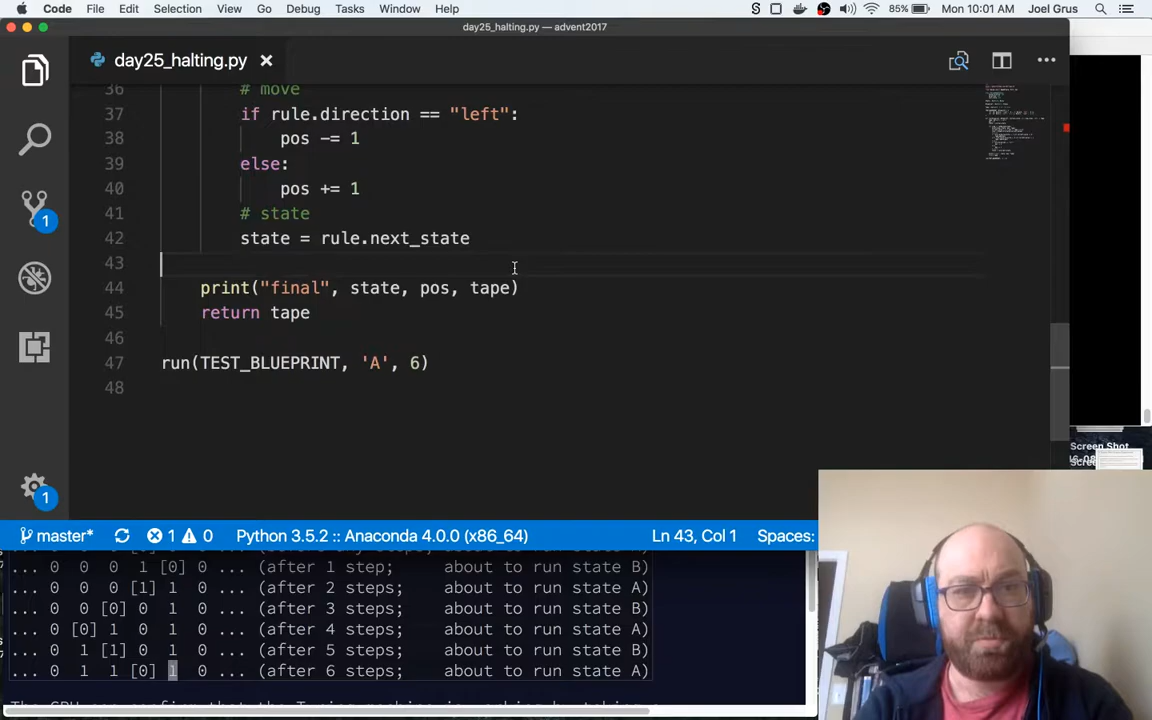 Code File Edit Selection View Go Debug Tasks Window Help
85% Mon 10:01 AM Joel Grus
day25_halting.py — advent2017
day25_halting.py
36 # move
37 if rule.direction == "left":
38 pos -= 1
39 else:
40 pos += 1
41 # state
42 state = rule.next_state
43
44 print("final", state, pos, tape)
45 return tape
46
47 run(TEST_BLUEPRINT, 'A', 6)
48
1
1
Screen Shot
master* 1 0 Python 3.5.2 :: Anaconda 4.0.0 (x86_64) Ln 43, Col 1 Spaces:
... 0 0 0 1 [0] 0 ... (after 1 step; about to run state B)
... 0 0 0 [1] 1 0 ... (after 2 steps; about to run state A)
... 0 0 [0] 0 1 0 ... (after 3 steps; about to run state B)
... 0 [0] 1 0 1 0 ... (after 4 steps; about to run state A)
... 0 1 [1] 0 1 0 ... (after 5 steps; about to run state B)
... 0 1 1 [0] 1 0 ... (after 6 steps; about to run state A)